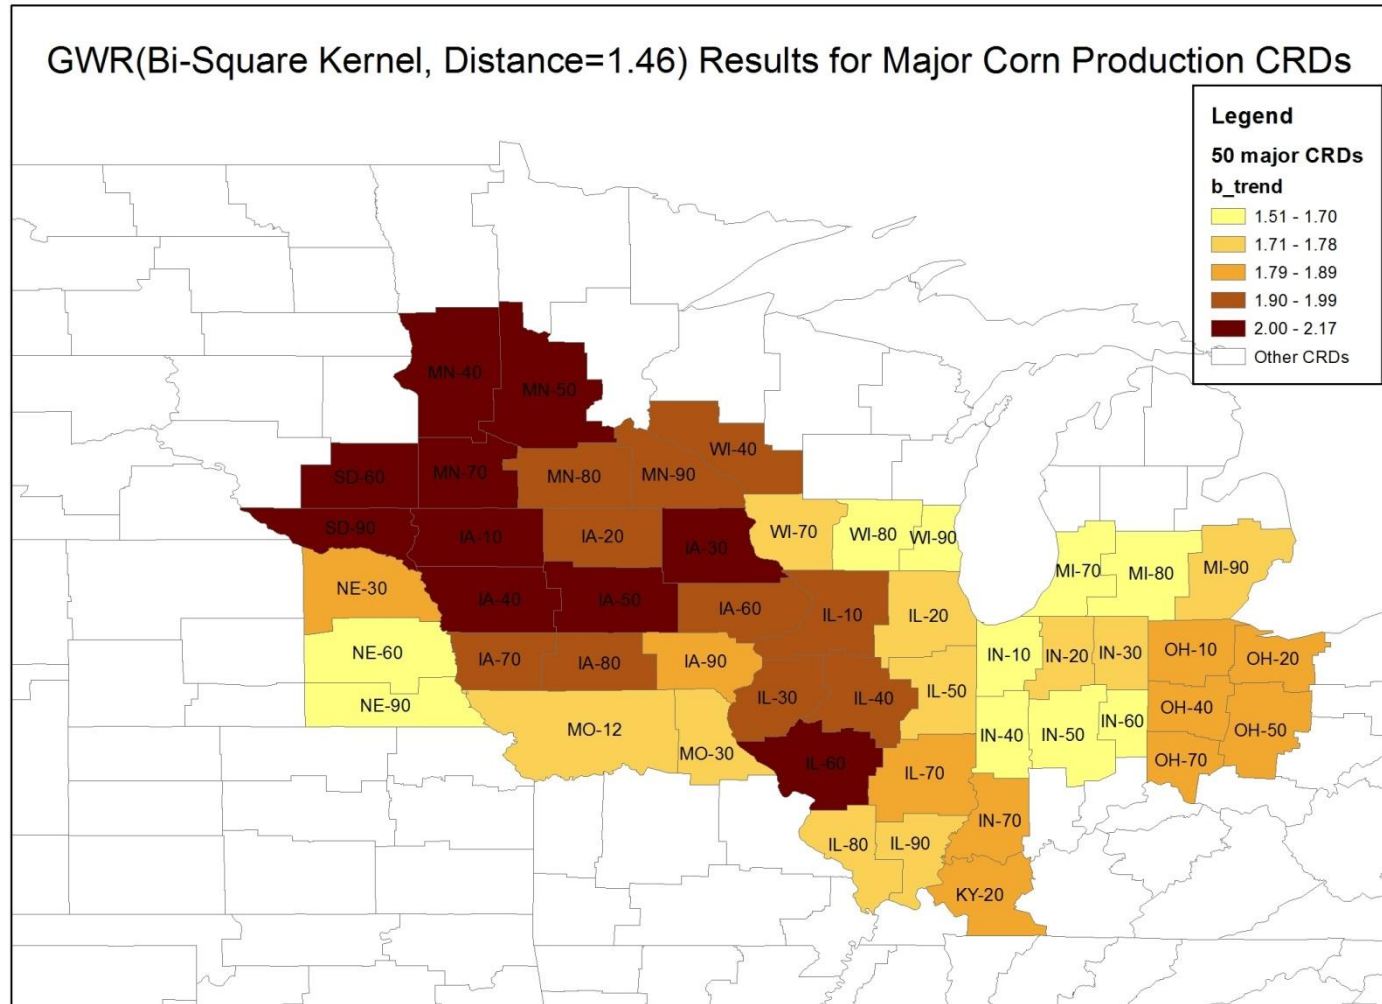 GWR(Bi-Square Kernel, Distance=1.46) Results for Major Corn Production CRDs
Legend
50 major CRDs
b_trend
1.51 - 1.70
1.71 - 1.78
1.79 - 1.89
1.90 - 1.99
2.00 - 2.17
Other CRDs
MN-40
MN-50
WI-40
SD-60
MN-70
MN-80
MN-90
SD-90
IA-10
IA-20
IA-30
WI-70
WI-80
WI-90
MI-70
MI-80
MI-90
NE-30
IA-40
IA-50
IA-60
IL-10
IL-20
NE-60
IA-70
IA-80
IA-90
IN-10
IN-20
IN-30
OH-10
OH-20
NE-90
IL-30
IL-40
IL-50
OH-40
MO-12
MO-30
IN-40
IN-50
IN-60
OH-50
IL-60
IL-70
OH-70
IN-70
IL-80
IL-90
KY-20